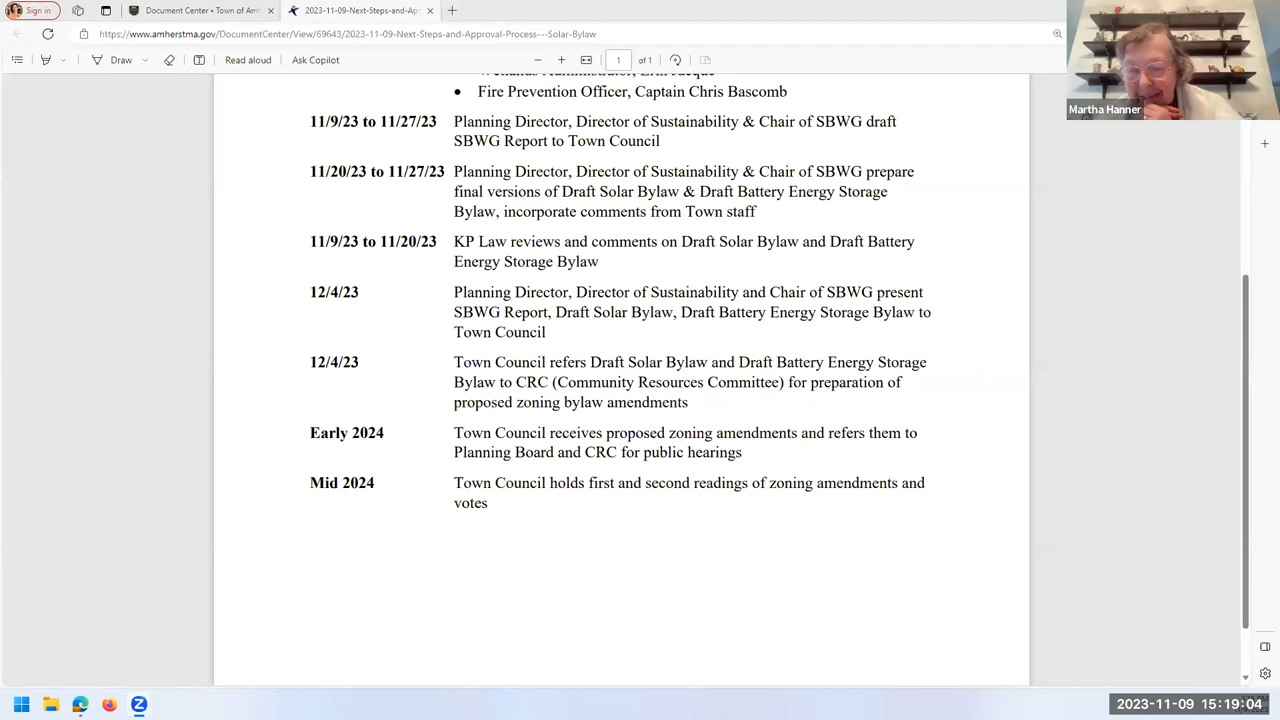 Sign in
Document Center • Town of Am
2023-11-09-Next-Steps-and-Ap
https://www.amherstma.gov/DocumentCenter/View/69643/2023-11-09-Next-Steps-and-Approval-Process---Solar-Bylaw
Draw
Read aloud
Ask Copilot
1
of 1
Martha Hanner
• Fire Prevention Officer, Captain Chris Bascomb
11/9/23 to 11/27/23 Planning Director, Director of Sustainability & Chair of SBWG draft
SBWG Report to Town Council
11/20/23 to 11/27/23 Planning Director, Director of Sustainability & Chair of SBWG prepare
final versions of Draft Solar Bylaw & Draft Battery Energy Storage
Bylaw, incorporate comments from Town staff
11/9/23 to 11/20/23 KP Law reviews and comments on Draft Solar Bylaw and Draft Battery
Energy Storage Bylaw
12/4/23 Planning Director, Director of Sustainability and Chair of SBWG present
SBWG Report, Draft Solar Bylaw, Draft Battery Energy Storage Bylaw to
Town Council
12/4/23 Town Council refers Draft Solar Bylaw and Draft Battery Energy Storage
Bylaw to CRC (Community Resources Committee) for preparation of
proposed zoning bylaw amendments
Early 2024 Town Council receives proposed zoning amendments and refers them to
Planning Board and CRC for public hearings
Mid 2024 Town Council holds first and second readings of zoning amendments and
votes
2023-11-09 15:19:04